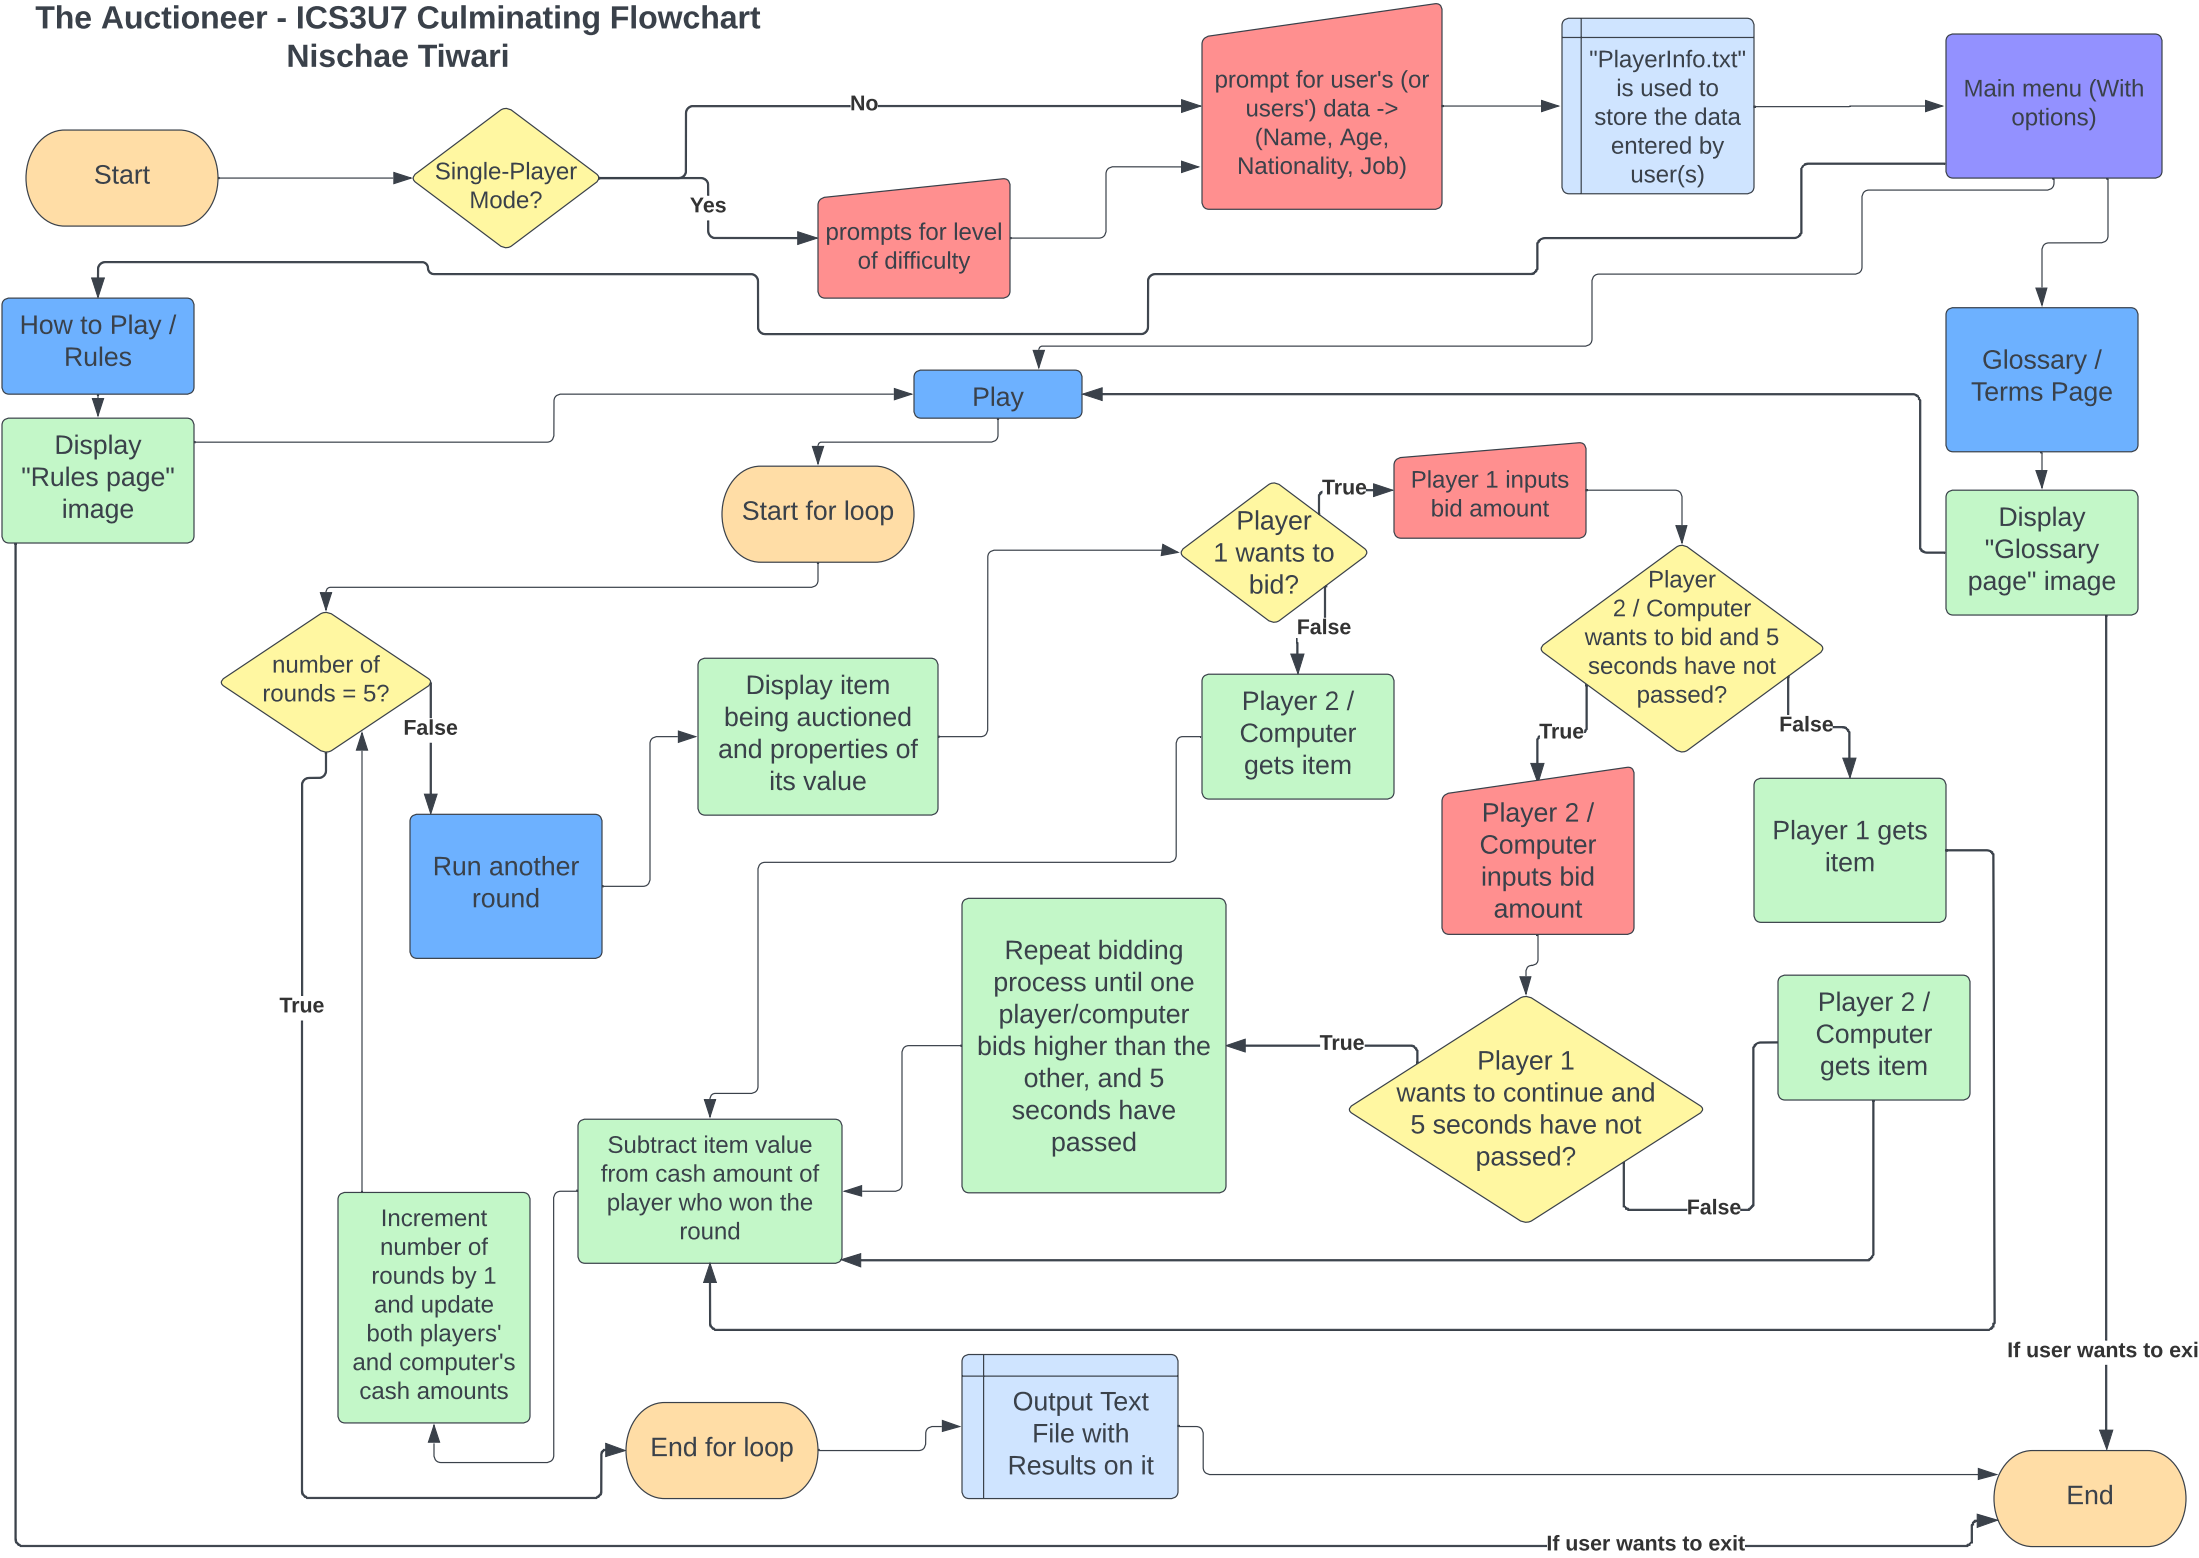 The Auctioneer - ICS3U7 Culminating Flowchart
Nischae Tiwari
Start
Single-Player
Mode?
No
Yes
prompts for level
of difficulty
prompt for user's (or
users') data ->
(Name, Age,
Nationality, Job)
"PlayerInfo.txt"
is used to
store the data
entered by
user(s)
Main menu (With
options)
How to Play /
Rules
Display
"Rules page"
image
Play
Glossary /
Terms Page
Display
"Glossary
page" image
Start for loop
number of
rounds = 5?
False
True
Run another
round
Display item
being auctioned
and properties of
its value
Player
1 wants to
bid?
True
False
Player 1 inputs
bid amount
Player 2 /
Computer
gets item
Player
2 / Computer
wants to bid and 5
seconds have not
passed?
True
False
Player 2 /
Computer
inputs bid
amount
Player 1 gets
item
Player 1
wants to continue and
5 seconds have not
passed?
True
False
Player 2 /
Computer
gets item
Repeat bidding
process until one
player/computer
bids higher than the
other, and 5
seconds have
passed
Subtract item value
from cash amount of
player who won the
round
Increment
number of
rounds by 1
and update
both players'
and computer's
cash amounts
End for loop
Output Text
File with
Results on it
If user wants to exi
If user wants to exit
End